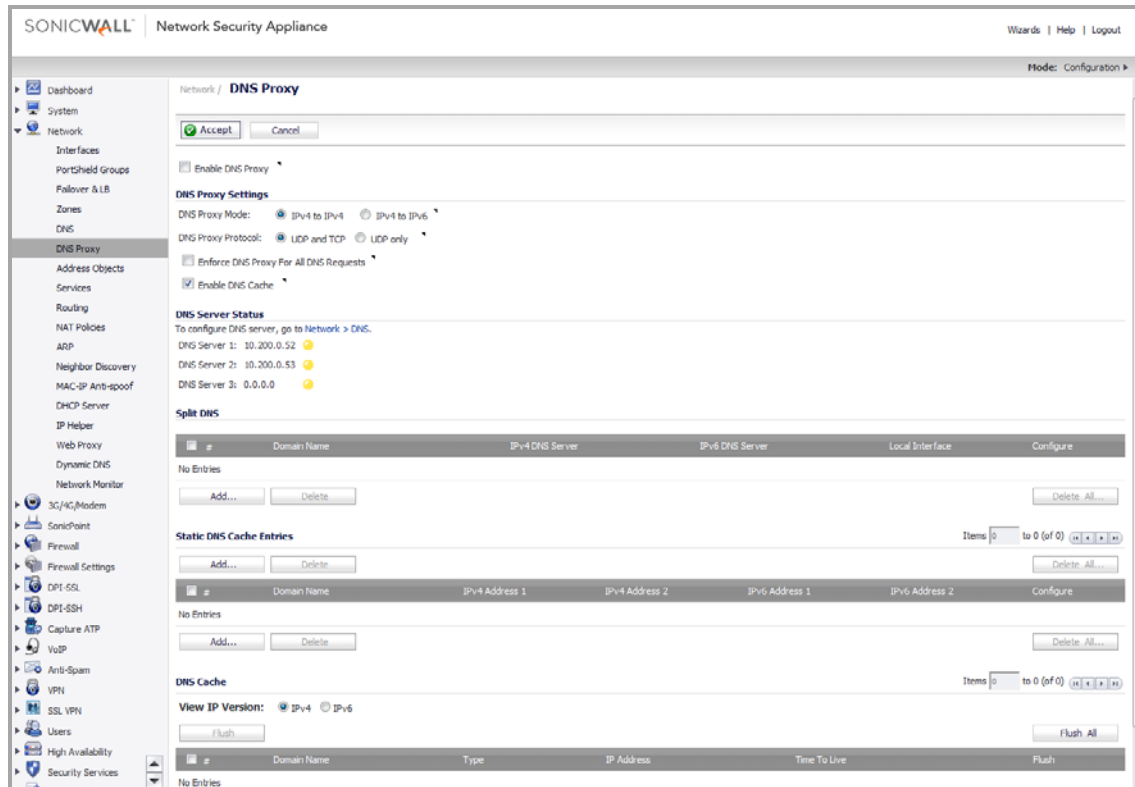 SONICWALL Network Security Appliance
Wizards | Help | Logout
Mode: Configuration
Dashboard
System
Network
Interfaces
PortShield Groups
Failover & LB
Zones
DNS
DNS Proxy
Address Objects
Services
Routing
NAT Policies
ARP
Neighbor Discovery
MAC-IP Anti-spoof
DHCP Server
IP Helper
Web Proxy
Dynamic DNS
Network Monitor
3G/4G/Modem
SonicPoint
Firewall
Firewall Settings
DPI-SSL
DPI-SSH
Capture ATP
VoIP
Anti-Spam
VPN
SSL VPN
Users
High Availability
Security Services
Network / DNS Proxy
Accept Cancel
Enable DNS Proxy
DNS Proxy Settings
DNS Proxy Mode: IPv4 to IPv4 IPv4 to IPv6
DNS Proxy Protocol: UDP and TCP UDP only
Enforce DNS Proxy For All DNS Requests
Enable DNS Cache
DNS Server Status
To configure DNS server, go to Network > DNS.
DNS Server 1: 10.200.0.52
DNS Server 2: 10.200.0.53
DNS Server 3: 0.0.0.0
Split DNS
# Domain Name IPv4 DNS Server IPv6 DNS Server Local Interface Configure
No Entries
Add... Delete Delete All...
Static DNS Cache Entries Items 0 to 0 (of 0)
Add... Delete Delete All...
# Domain Name IPv4 Address 1 IPv4 Address 2 IPv6 Address 1 IPv6 Address 2 Configure
No Entries
Add... Delete Delete All...
DNS Cache Items 0 to 0 (of 0)
View IP Version: IPv4 IPv6
Flush Flush All
# Domain Name Type IP Address Time To Live Flush
No Entries